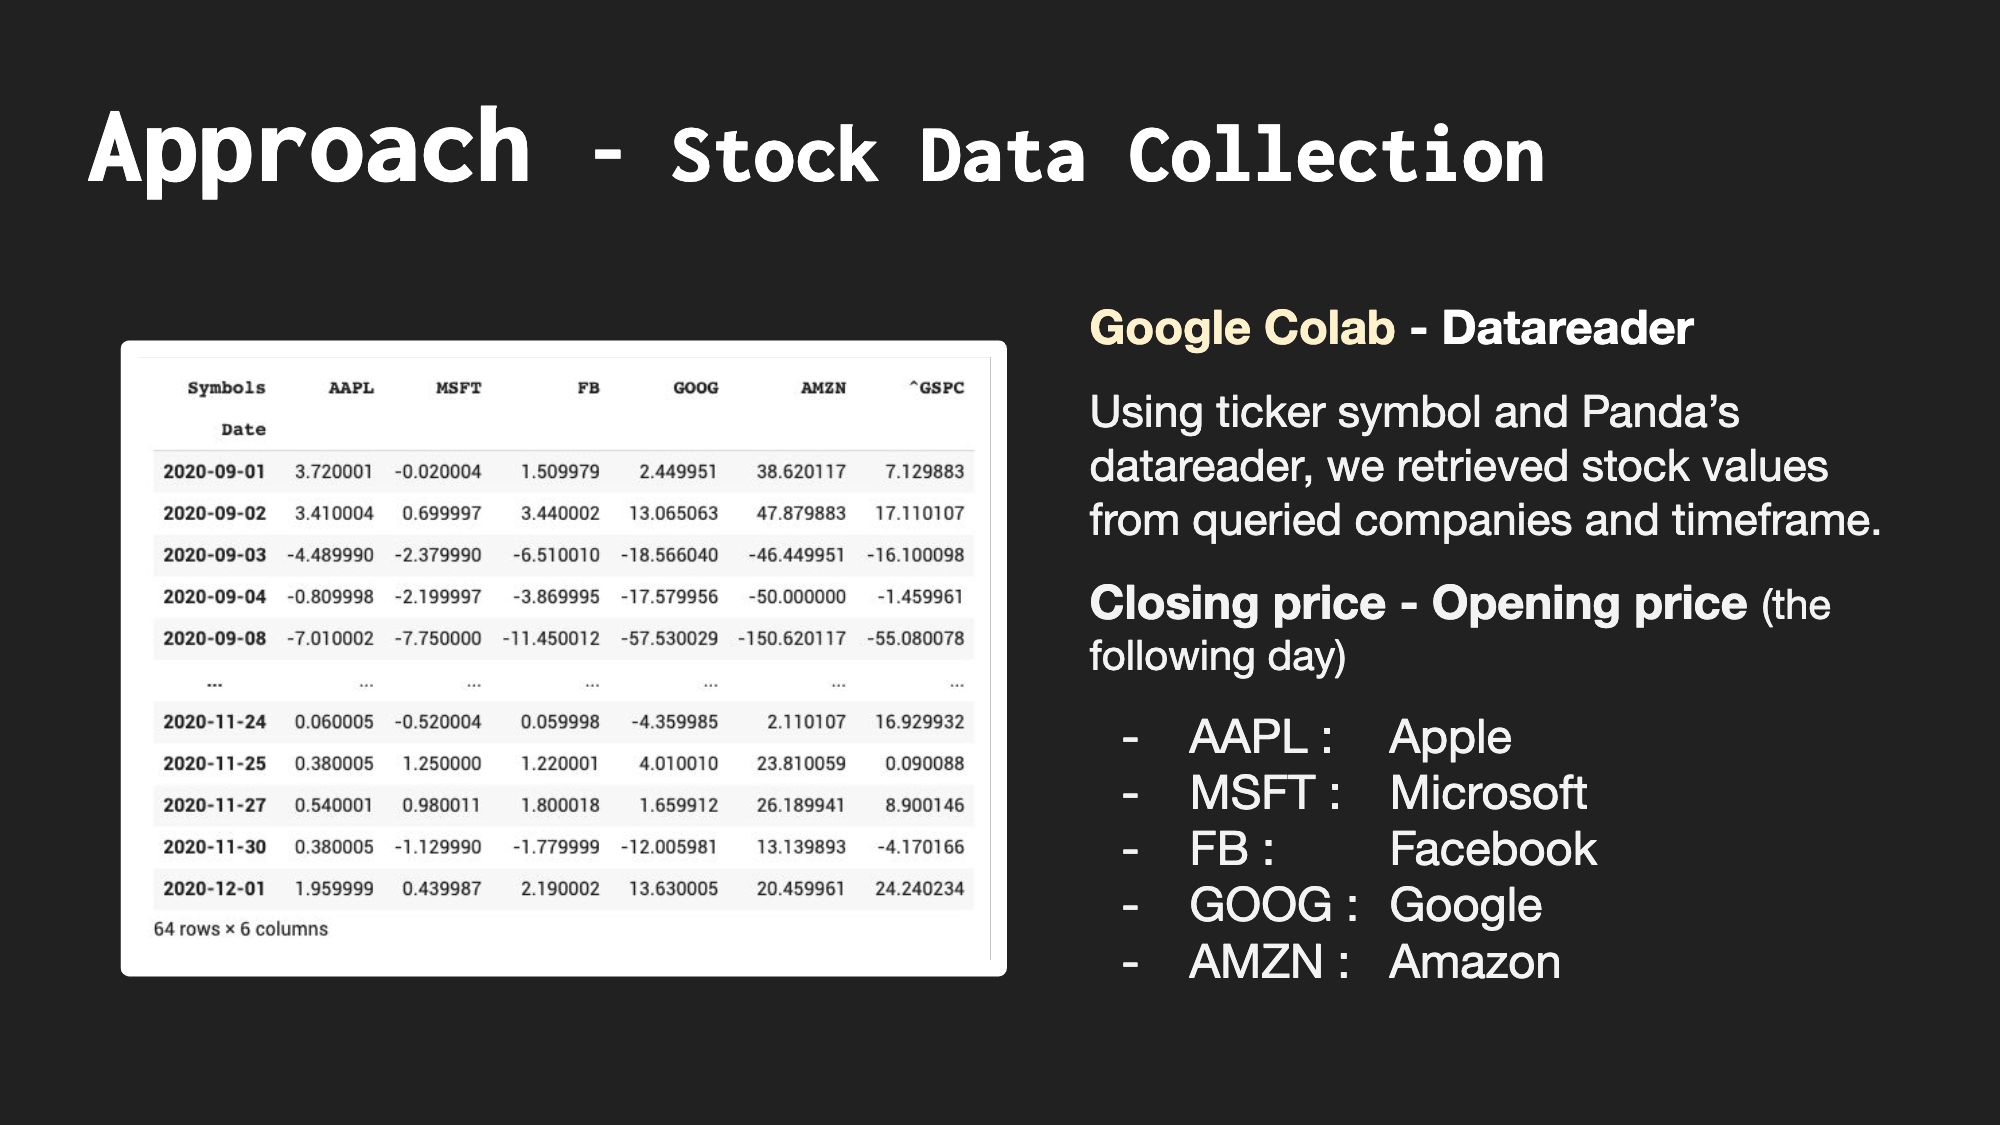 Approach - Stock Data Collection
Symbols AAPL MSFT FB GOOG AMZN ^GSPC
Date
2020-09-01 3.720001 -0.020004 1.509979 2.449951 38.620117 7.129883
2020-09-02 3.410004 0.699997 3.440002 13.065063 47.879883 17.110107
2020-09-03 -4.489990 -2.379990 -6.510010 -18.566040 -46.449951 -16.100098
2020-09-04 -0.809998 -2.199997 -3.869995 -17.579956 -50.000000 -1.459961
2020-09-08 -7.010002 -7.750000 -11.450012 -57.530029 -150.620117 -55.080078
... ... ... ... ... ... ...
2020-11-24 0.060005 -0.520004 0.059998 -4.359985 2.110107 16.929932
2020-11-25 0.380005 1.250000 1.220001 4.010010 23.810059 0.090088
2020-11-27 0.540001 0.980011 1.800018 1.659912 26.189941 8.900146
2020-11-30 0.380005 -1.129990 -1.779999 -12.005981 13.139893 -4.170166
2020-12-01 1.959999 0.439987 2.190002 13.630005 20.459961 24.240234
64 rows × 6 columns
Google Colab - Datareader
Using ticker symbol and Panda’s
datareader, we retrieved stock values
from queried companies and timeframe.
Closing price - Opening price (the
following day)
- AAPL : Apple
- MSFT : Microsoft
- FB : Facebook
- GOOG : Google
- AMZN : Amazon